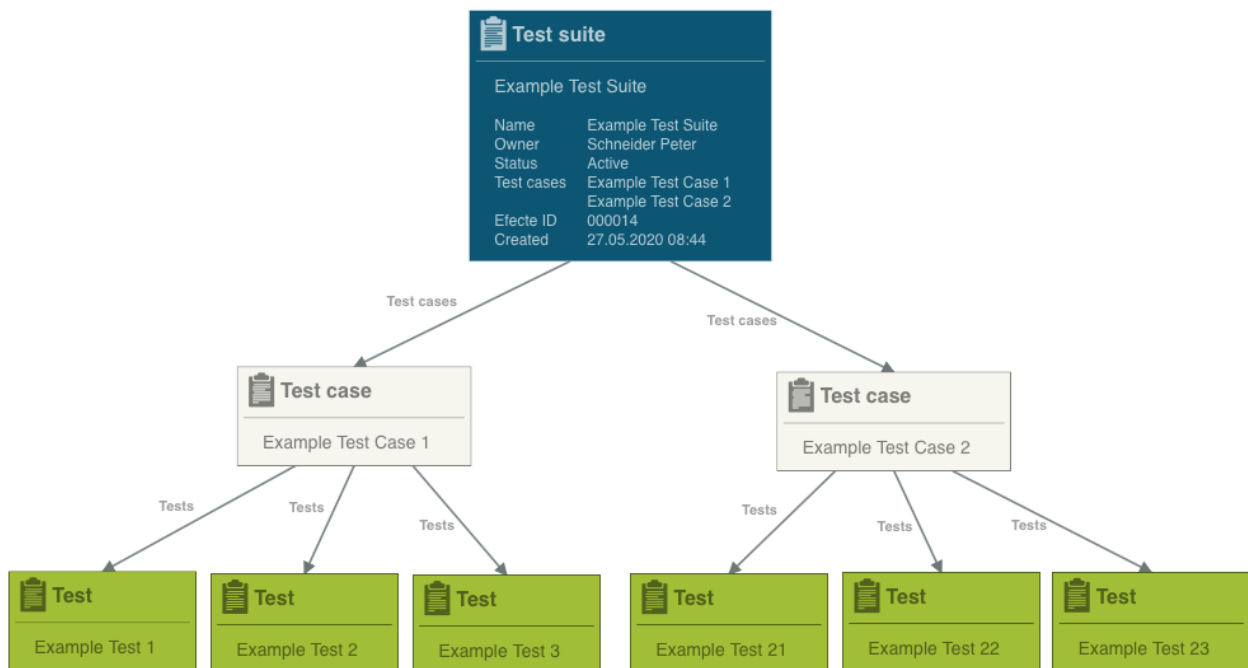 Test suite
Example Test Suite
Name Example Test Suite
Owner Schneider Peter
Status Active
Test cases Example Test Case 1
Example Test Case 2
Efecte ID 000014
Created 27.05.2020 08:44
Test cases
Test cases
Test case
Example Test Case 1
Test case
Example Test Case 2
Tests
Tests
Tests
Tests
Tests
Tests
Test
Example Test 1
Test
Example Test 2
Test
Example Test 3
Test
Example Test 21
Test
Example Test 22
Test
Example Test 23